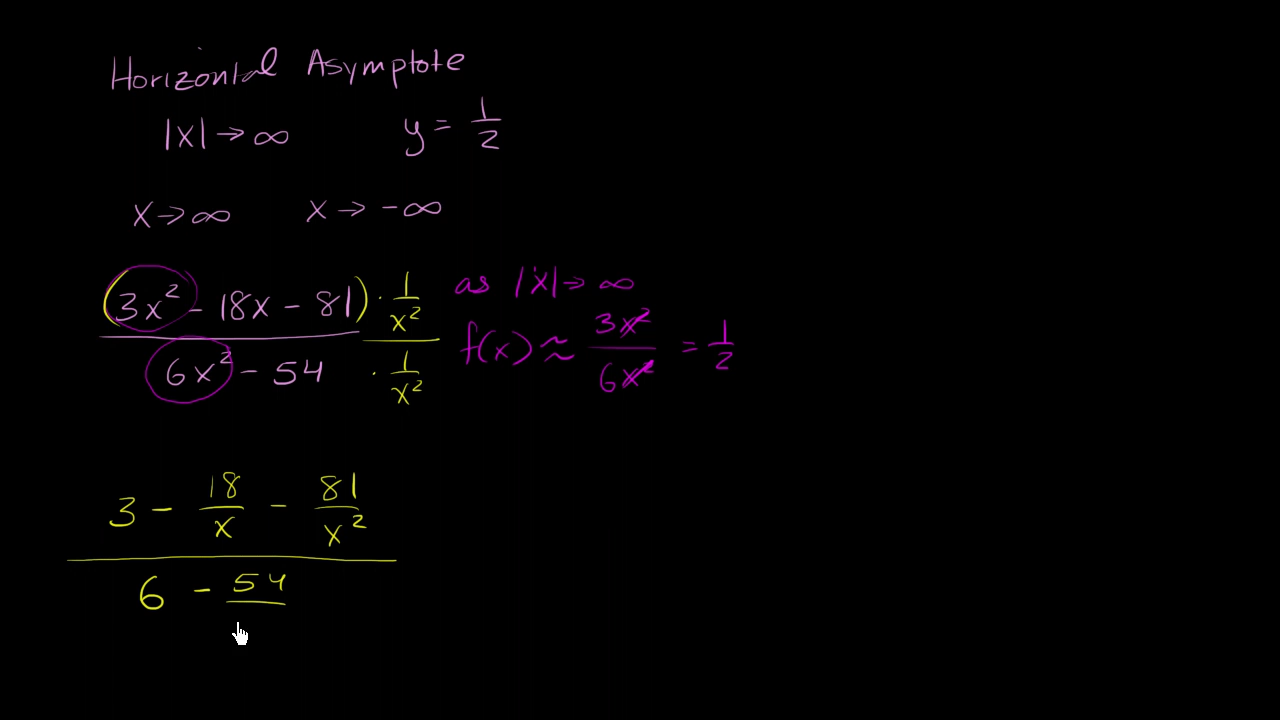 Horizontal Asymptote
|x| → ∞ y = 1/2
x → ∞ x → -∞
(3x² - 18x - 81) · 1/x² as |x| → ∞
6x² - 54 · 1/x² f(x) ≈ 3x²/6x² = 1/2
3 - 18/x - 81/x²
6 - 54